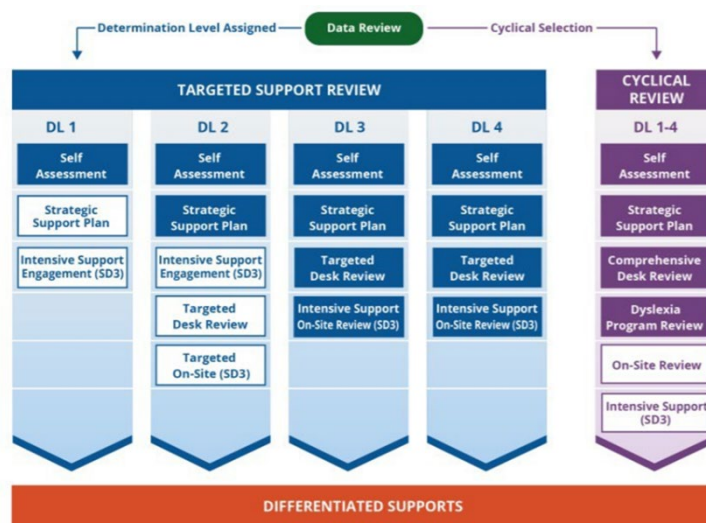 Determination Level Assigned
Data Review
Cyclical Selection
TARGETED SUPPORT REVIEW
DL 1
Self
Assessment
Strategic
Support Plan
Intensive Support
Engagement (SD3)
DL 2
Self
Assessment
Strategic
Support Plan
Intensive Support
Engagement (SD3)
Targeted
Desk Review
Targeted
On-Site (SD3)
DL 3
Self
Assessment
Strategic
Support Plan
Targeted
Desk Review
Intensive Support
On-Site Review (SD3)
DL 4
Self
Assessment
Strategic
Support Plan
Targeted
Desk Review
Intensive Support
On-Site Review (SD3)
CYCLICAL
REVIEW
DL 1-4
Self
Assessment
Strategic
Support Plan
Comprehensive
Desk Review
Dyslexia
Program Review
On-Site Review
Intensive Support
(SD3)
DIFFERENTIATED SUPPORTS